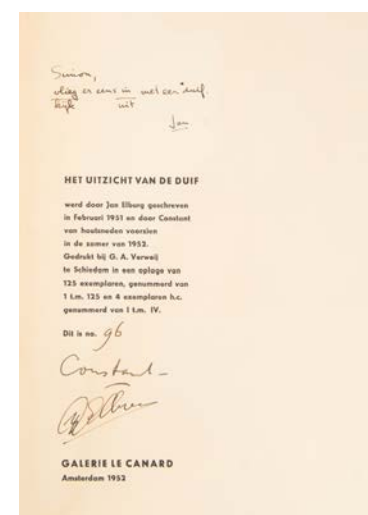 Simon,
vlieg er eens in met een duif.
kijk uit
Jan
HET UITZICHT VAN DE DUIF
werd door Jan Elburg geschreven
in Februari 1951 en door Constant
van houtsneden voorzien
in de zomer van 1952.
Gedrukt bij G. A. Verweij
te Schiedam in een oplage van
125 exemplaren, genummerd van
1 t.m. 125 en 4 exemplaren h.c.
genummerd van I t.m. IV.
Dit is no. 96
Constant
GALERIE LE CANARD
Amsterdam 1952